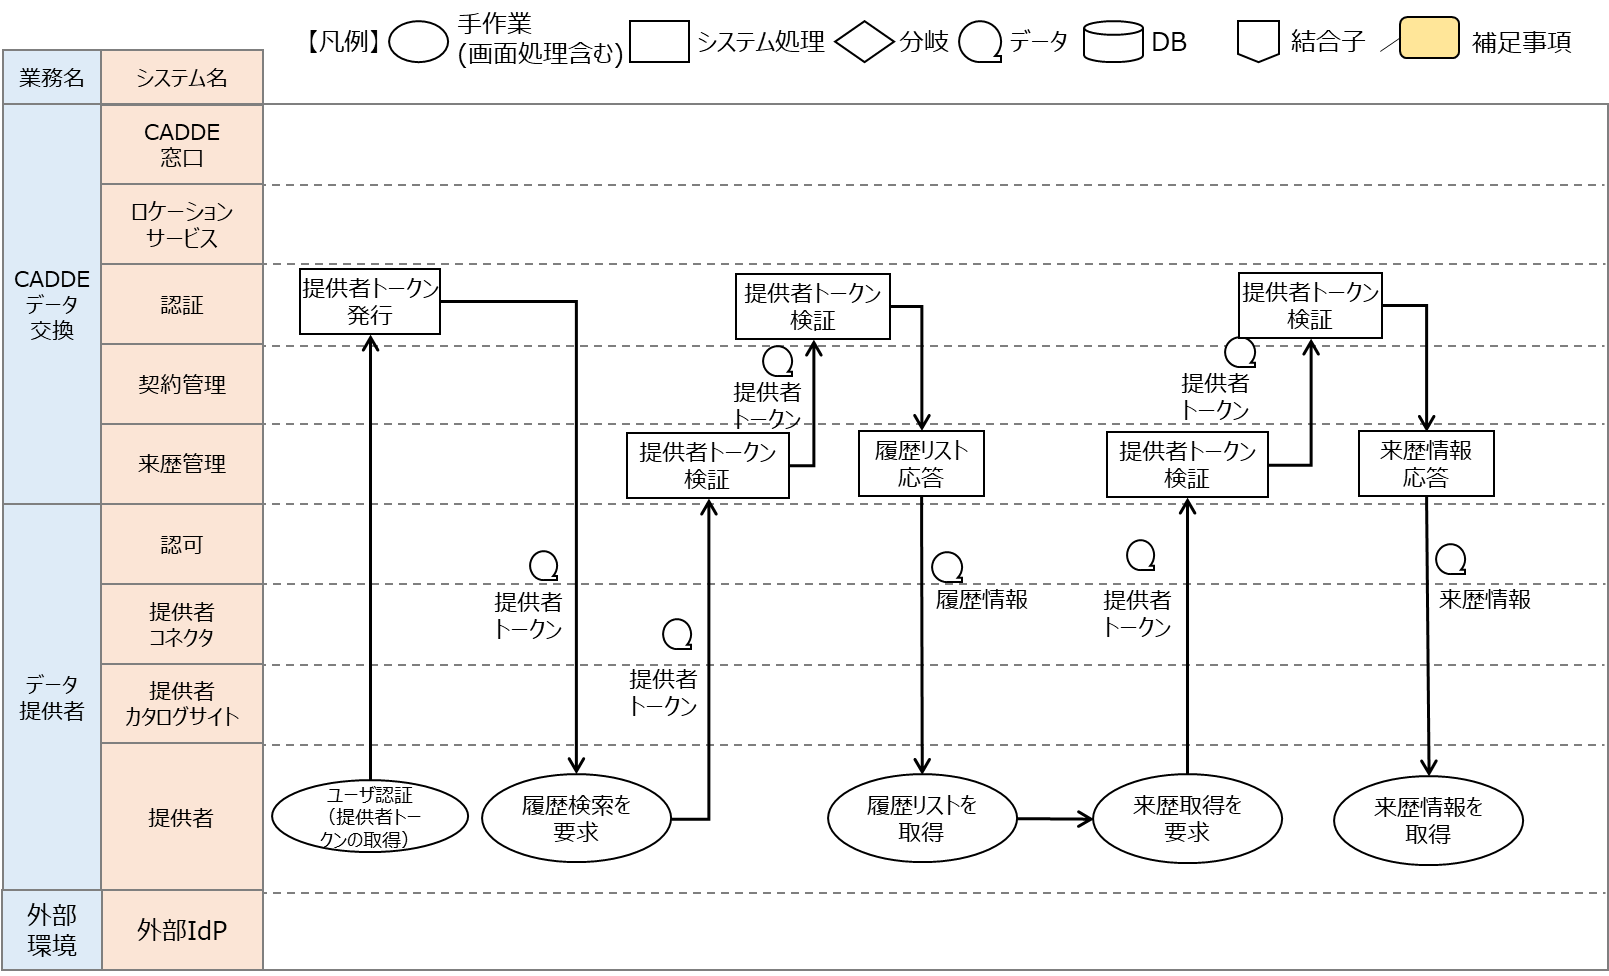 【凡例】
手作業
(画面処理含む)
システム処理
分岐
データ
DB
結合子
補足事項
業務名
システム名
CADDE
データ
交換
CADDE
窓口
ロケーション
サービス
認証
契約管理
来歴管理
データ
提供者
認可
提供者
コネクタ
提供者
カタログサイト
提供者
外部
環境
外部IdP
提供者トークン
発行
ユーザ認証
（提供者トー
クンの取得）
提供者
トークン
履歴検索を
要求
提供者
トークン
提供者トークン
検証
提供者
トークン
提供者トークン
検証
履歴リスト
応答
履歴情報
履歴リストを
取得
来歴取得を
要求
提供者
トークン
提供者トークン
検証
提供者
トークン
提供者トークン
検証
来歴情報
応答
来歴情報
来歴情報を
取得